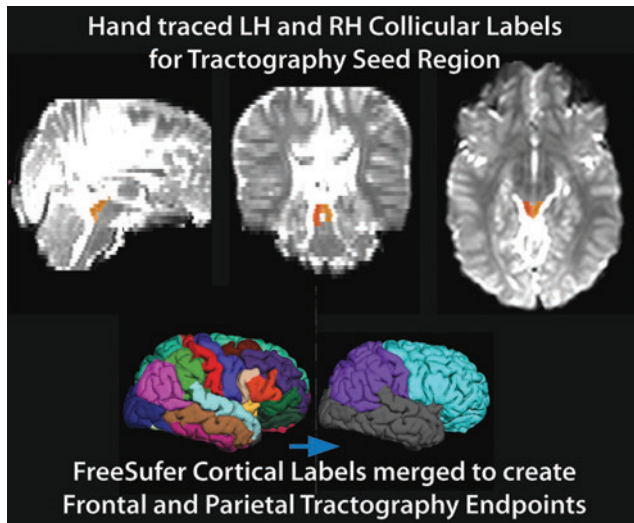 Hand traced LH and RH Collicular Labels
for Tractography Seed Region
FreeSufer Cortical Labels merged to create
Frontal and Parietal Tractography Endpoints